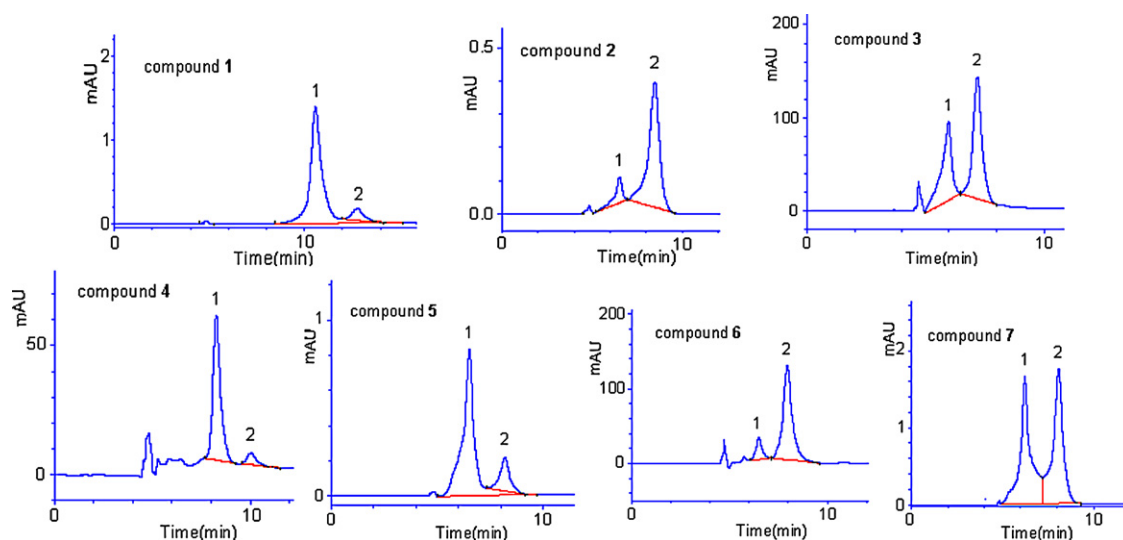 compound 1
mAU
2
1
0
1
2
0
10
Time(min)
compound 2
mAU
0.5
0.0
1
2
0
10
Time(min)
compound 3
mAU
200
100
0
1
2
0
10
Time(min)
compound 4
mAU
50
0
1
2
0
10
Time(min)
compound 5
mAU
1
0
1
2
0
10
Time(min)
compound 6
mAU
200
100
0
1
2
0
10
Time(min)
compound 7
mAU
2
1
0
1
2
0
10
Time(min)